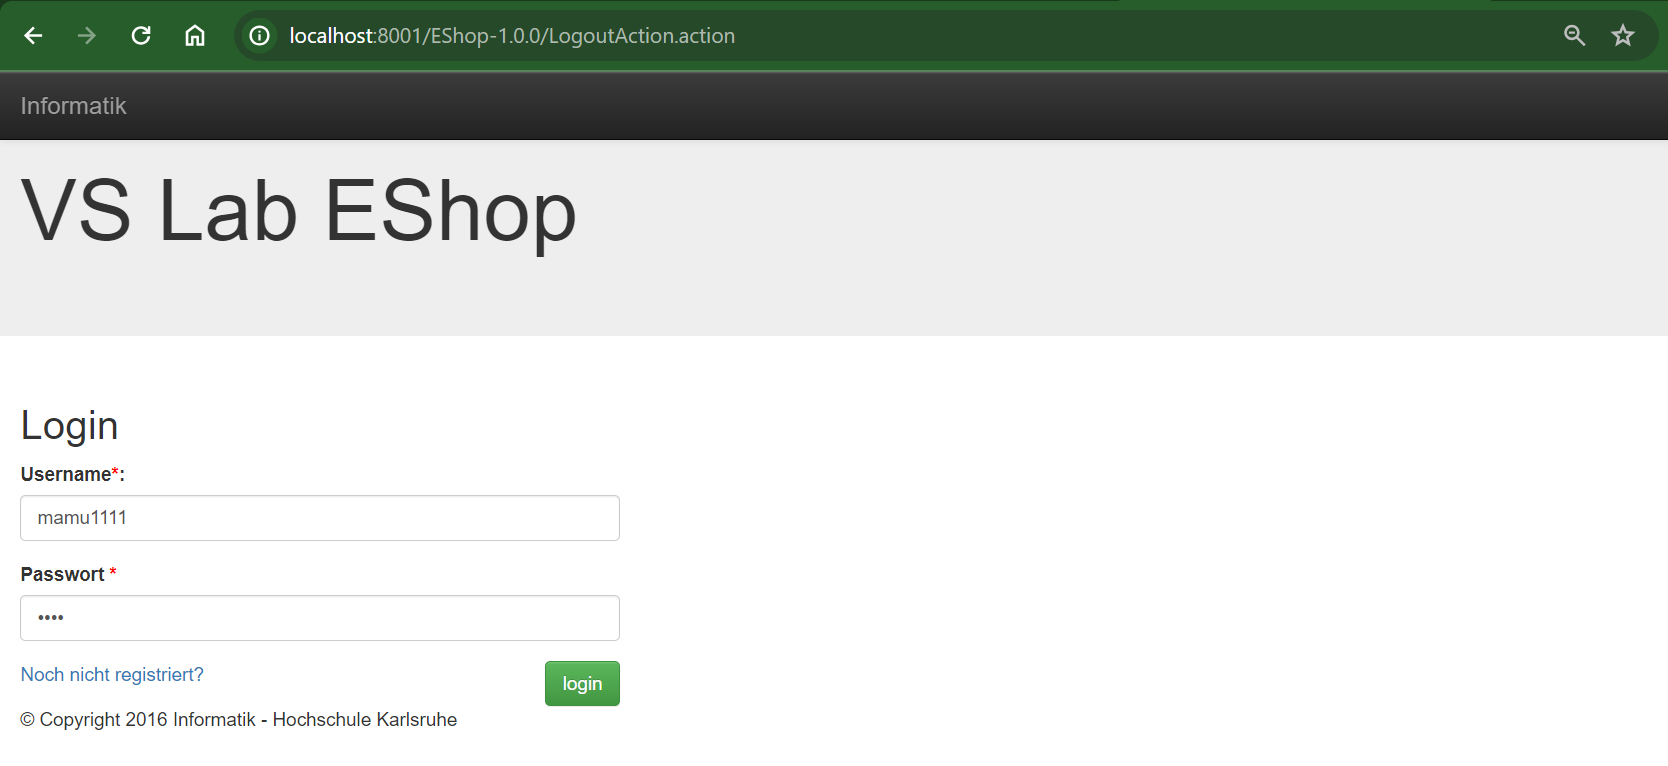 localhost:8001/EShop-1.0.0/LogoutAction.action
Informatik
VS Lab EShop
Login
Username*:
mamu1111
Passwort *
••••
Noch nicht registriert?
login
© Copyright 2016 Informatik - Hochschule Karlsruhe